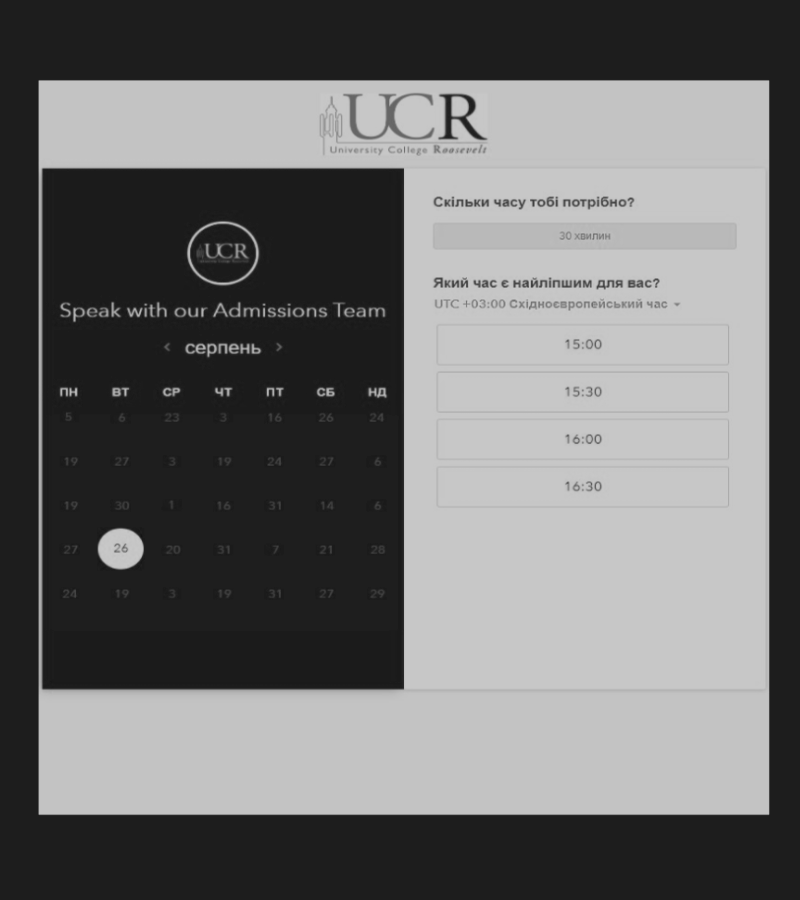 UCR
University College Roosevelt
UCR
Speak with our Admissions Team
< серпень >
ПН ВТ СР ЧТ ПТ СБ НД
5 6 23 3 16 26 24
19 27 3 19 24 27 6
19 30 1 16 31 14 6
27 26 20 31 7 21 28
24 19 3 19 31 27 29
Скільки часу тобі потрібно?
30 хвилин
Який час є найліпшим для вас?
UTC +03:00 Східноєвропейський час
15:00
15:30
16:00
16:30